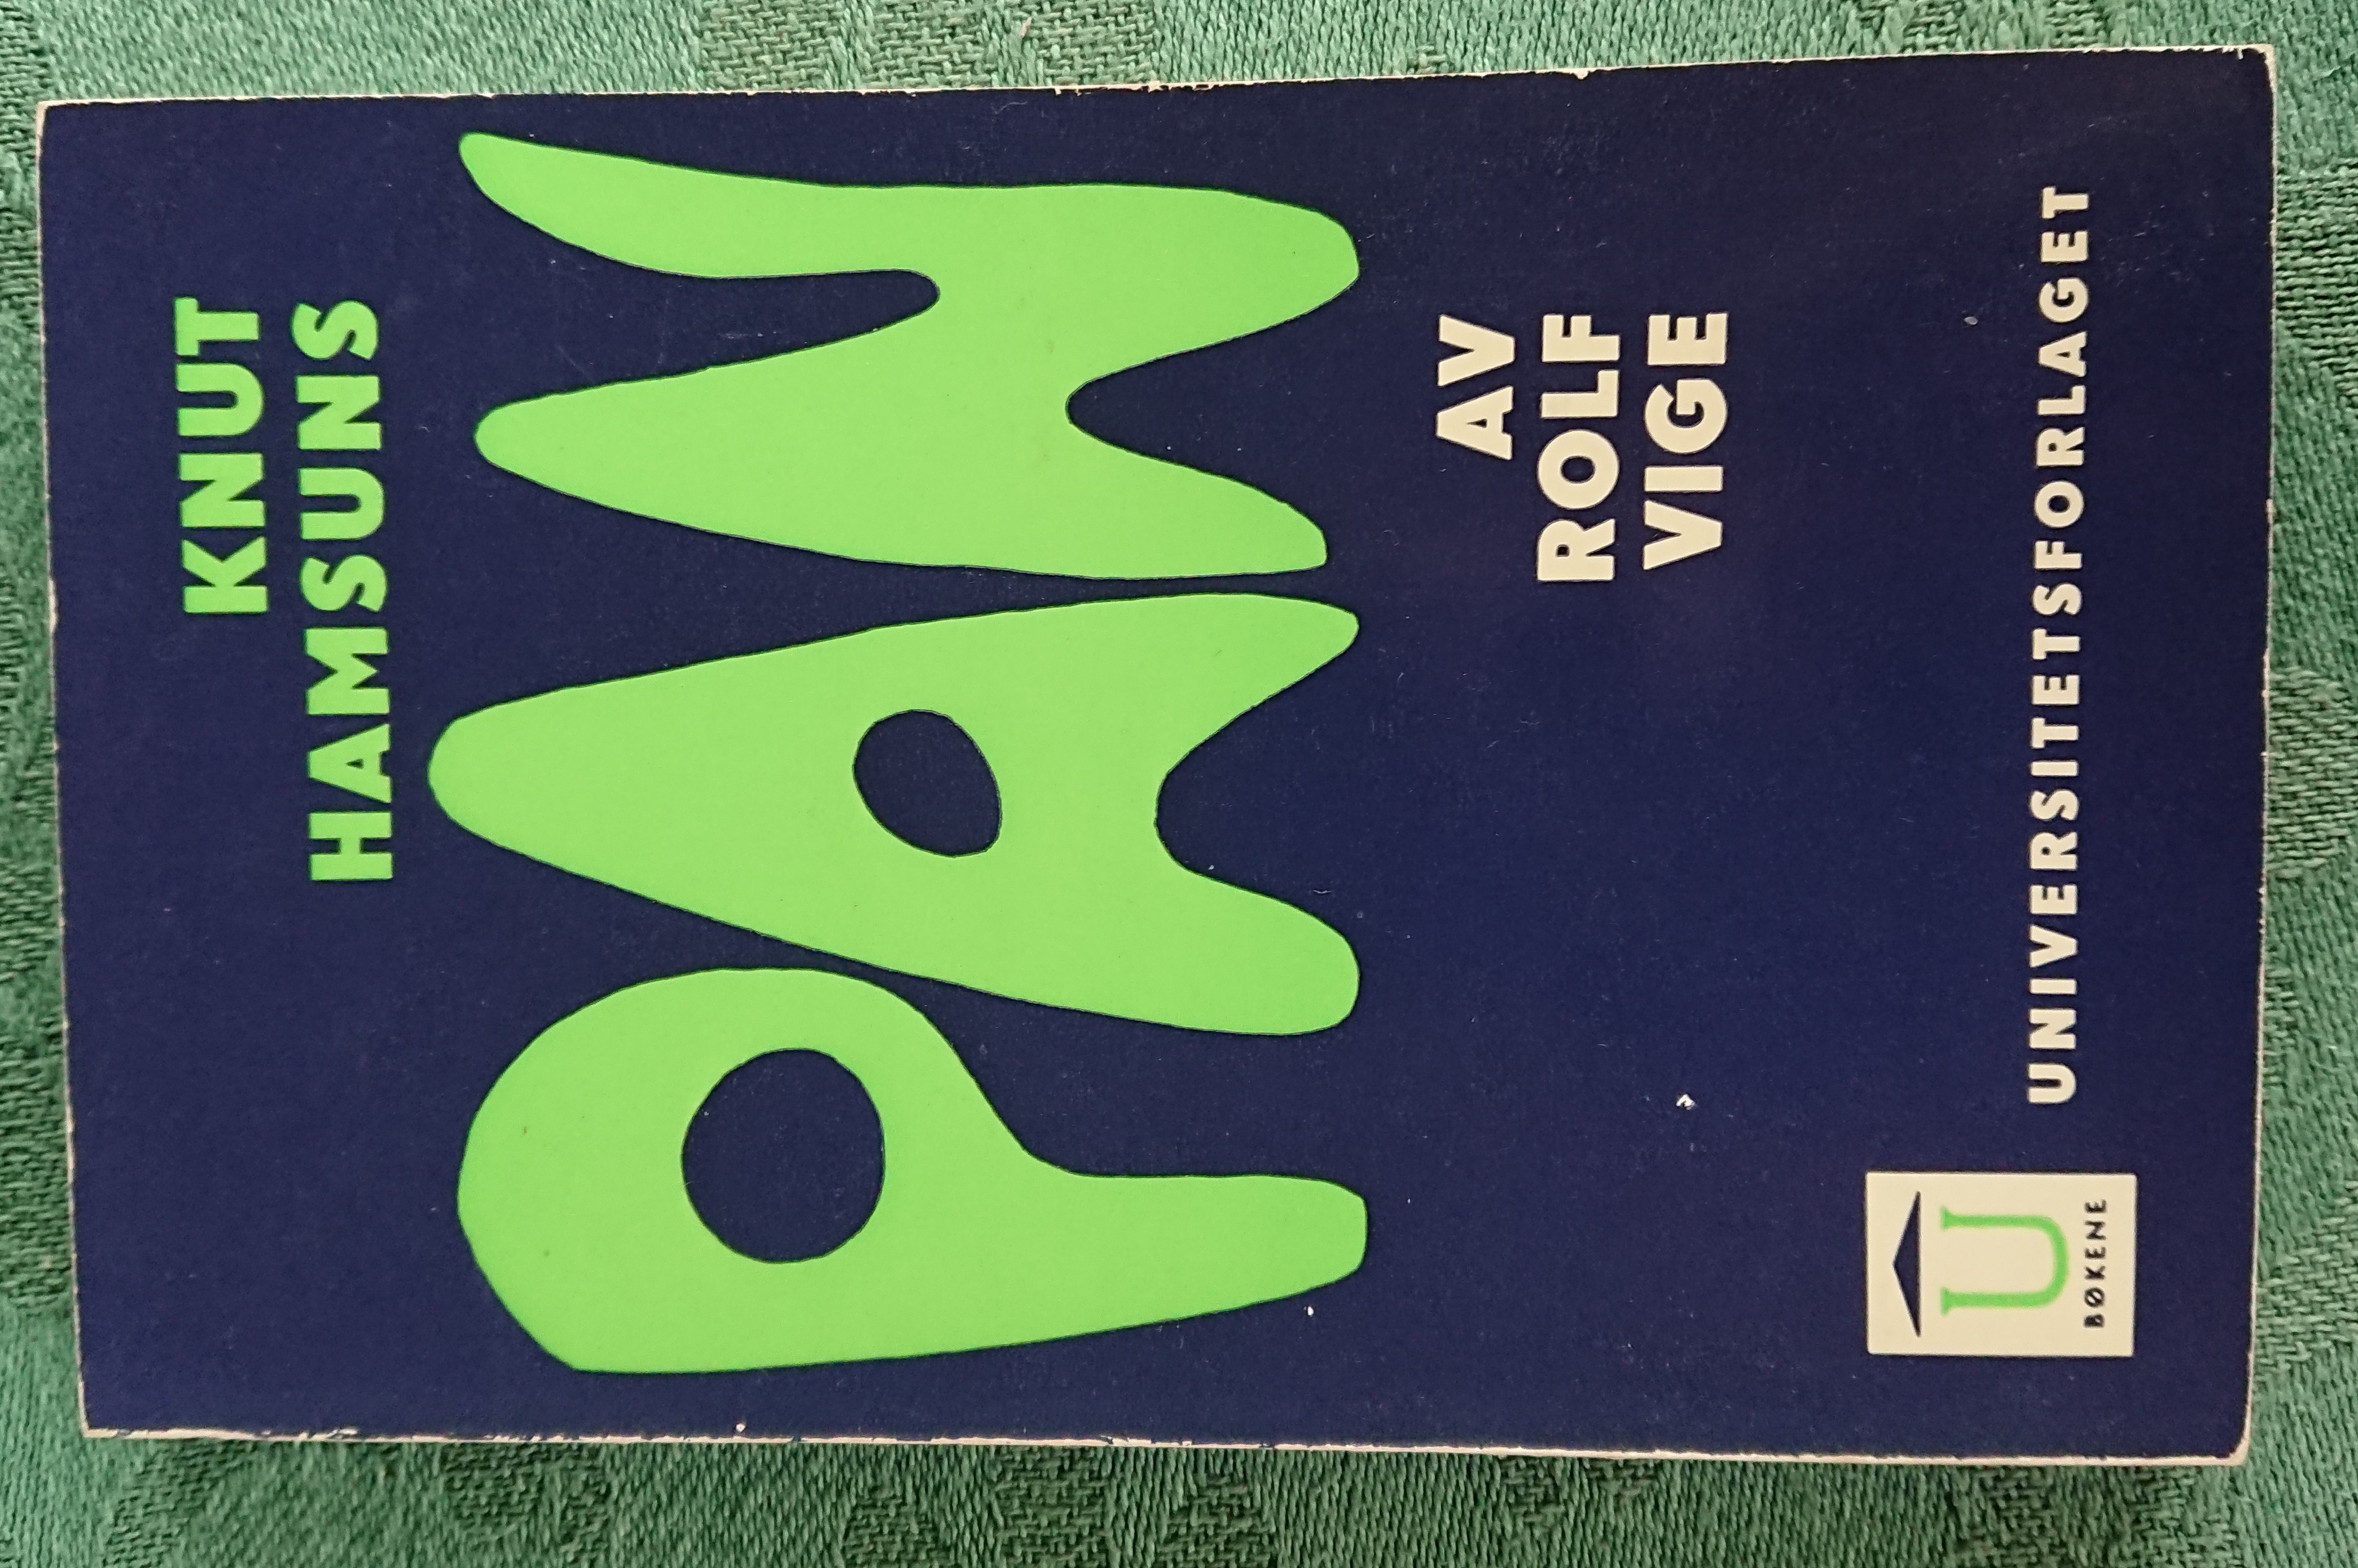 KNUT
HAMSUNS
PAN
AV
ROLF
VIGE
UNIVERSITETSFORLAGET
U
BØKENE